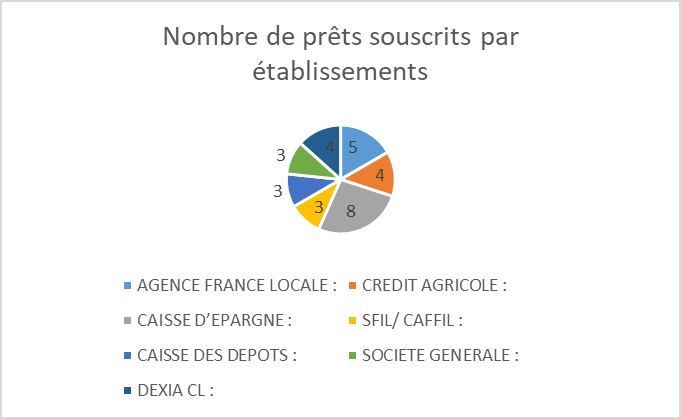 Nombre de prêts souscrits par
établissements
4
5
3
4
3
3
8
AGENCE FRANCE LOCALE :
CREDIT AGRICOLE :
CAISSE D’EPARGNE :
SFIL/ CAFFIL :
CAISSE DES DEPOTS :
SOCIETE GENERALE :
DEXIA CL :